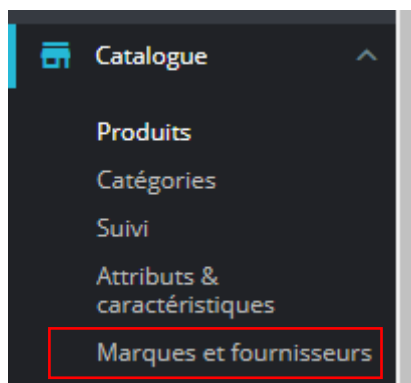 Catalogue
Produits
Catégories
Suivi
Attributs &
caractéristiques
Marques et fournisseurs